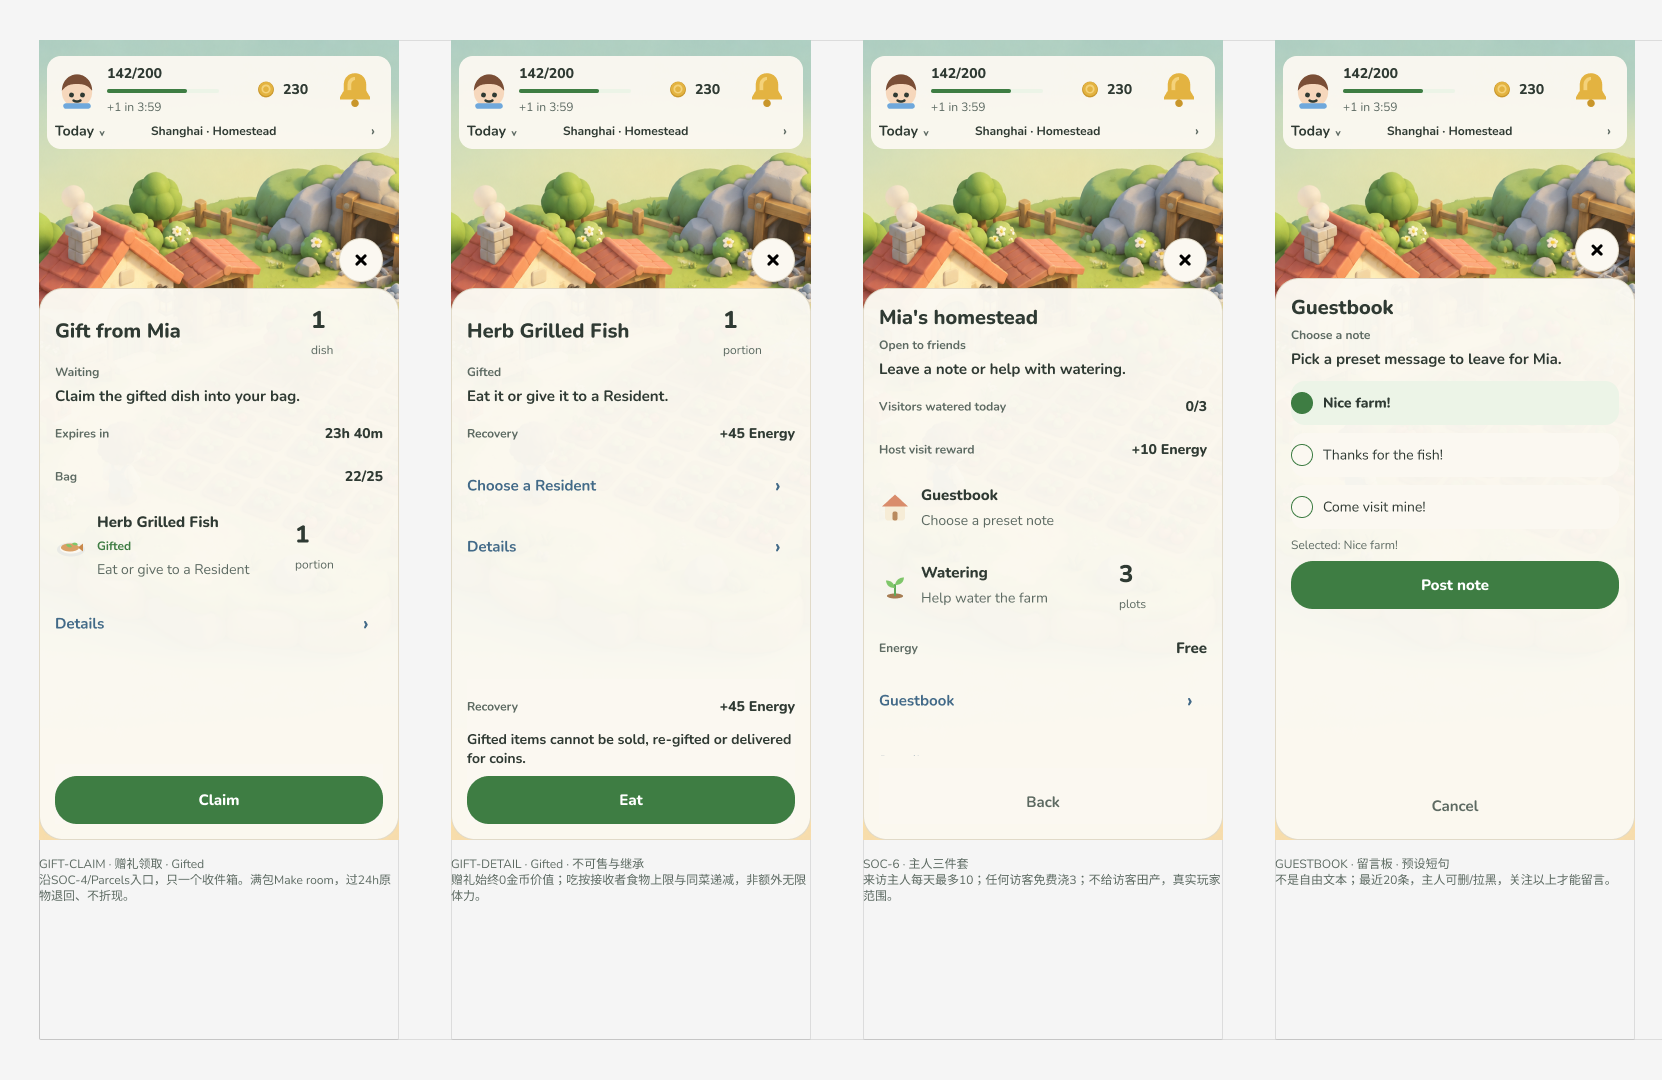 142/200
+1 in 3:59
230
Today
Shanghai · Homestead
Gift from Mia
1
dish
Waiting
Claim the gifted dish into your bag.
Expires in
23h 40m
Bag
22/25
Herb Grilled Fish
Gifted
Eat or give to a Resident
1
portion
Details
Claim
GIFT-CLAIM · 赠礼领取 · Gifted
沿SOC-4/Parcels入口，只一个收件箱。满包Make room，过24h原
物退回、不折现。
142/200
+1 in 3:59
230
Today
Shanghai · Homestead
Herb Grilled Fish
1
portion
Gifted
Eat it or give it to a Resident.
Recovery
+45 Energy
Choose a Resident
Details
Recovery
+45 Energy
Gifted items cannot be sold, re-gifted or delivered
for coins.
Eat
GIFT-DETAIL · Gifted · 不可售与继承
赠礼始终0金币价值；吃按接收者食物上限与同菜递减，非额外无限
体力。
142/200
+1 in 3:59
230
Today
Shanghai · Homestead
Mia's homestead
Open to friends
Leave a note or help with watering.
Visitors watered today
0/3
Host visit reward
+10 Energy
Guestbook
Choose a preset note
Watering
Help water the farm
3
plots
Energy
Free
Guestbook
Back
SOC-6 · 主人三件套
来访主人每天最多10；任何访客免费浇3；不给访客田产，真实玩家
范围。
142/200
+1 in 3:59
230
Today
Shanghai · Homestead
Guestbook
Choose a note
Pick a preset message to leave for Mia.
Nice farm!
Thanks for the fish!
Come visit mine!
Selected: Nice farm!
Post note
Cancel
GUESTBOOK · 留言板 · 预设短句
不是自由文本；最近20条，主人可删/拉黑，关注以上才能留言。